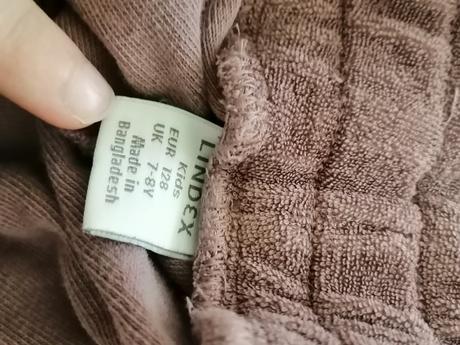 LINDEX
Kids
EUR 128
UK 7-8Y
Made in
Bangladesh